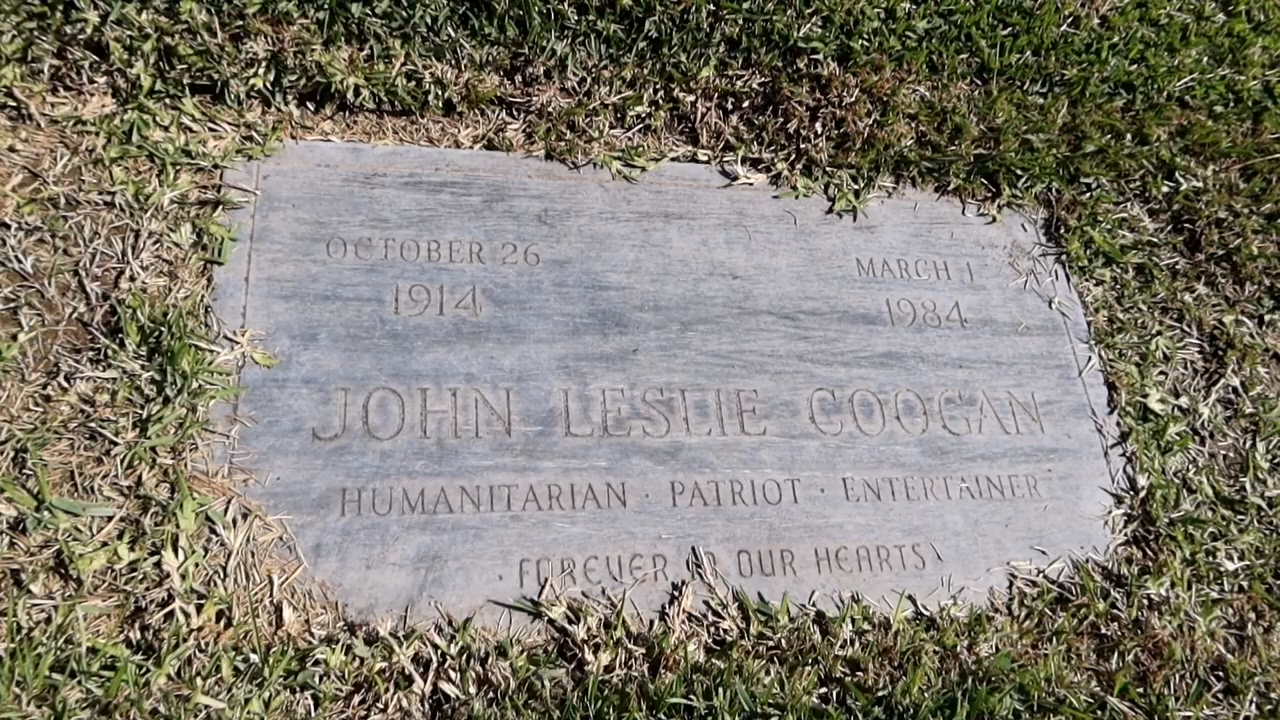 OCTOBER 26
1914
MARCH 1
1984
JOHN LESLIE COOGAN
HUMANITARIAN · PATRIOT · ENTERTAINER
FOREVER OUR HEARTS